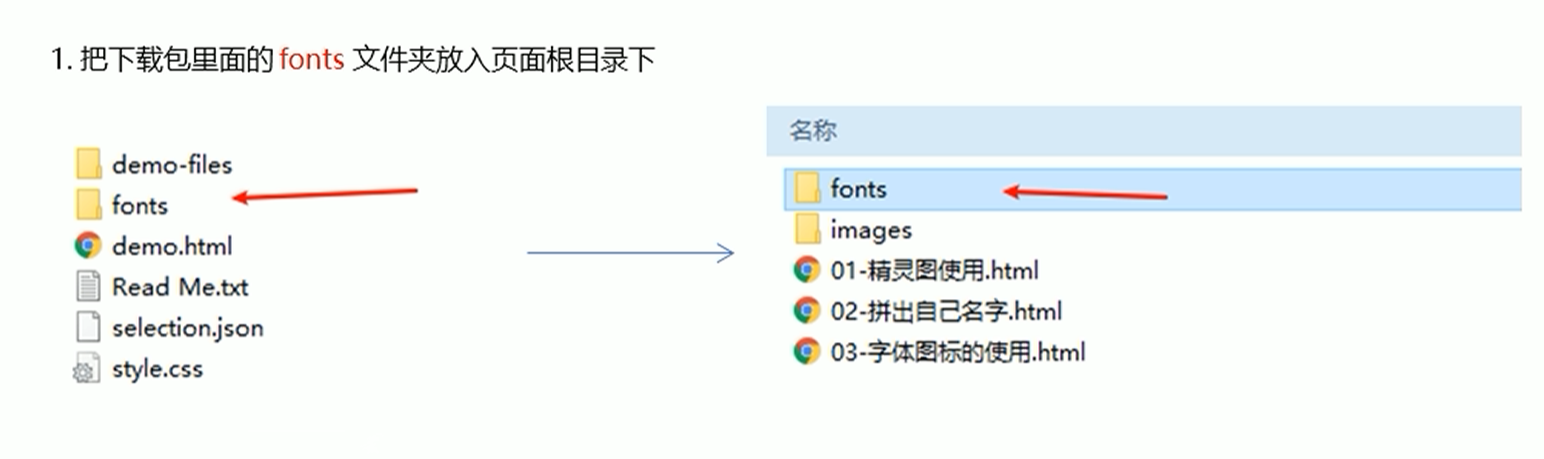 1. 把下载包里面的 fonts 文件夹放入页面根目录下
demo-files
fonts
demo.html
Read Me.txt
selection.json
style.css
名称
fonts
images
01-精灵图使用.html
02-拼出自己名字.html
03-字体图标的使用.html